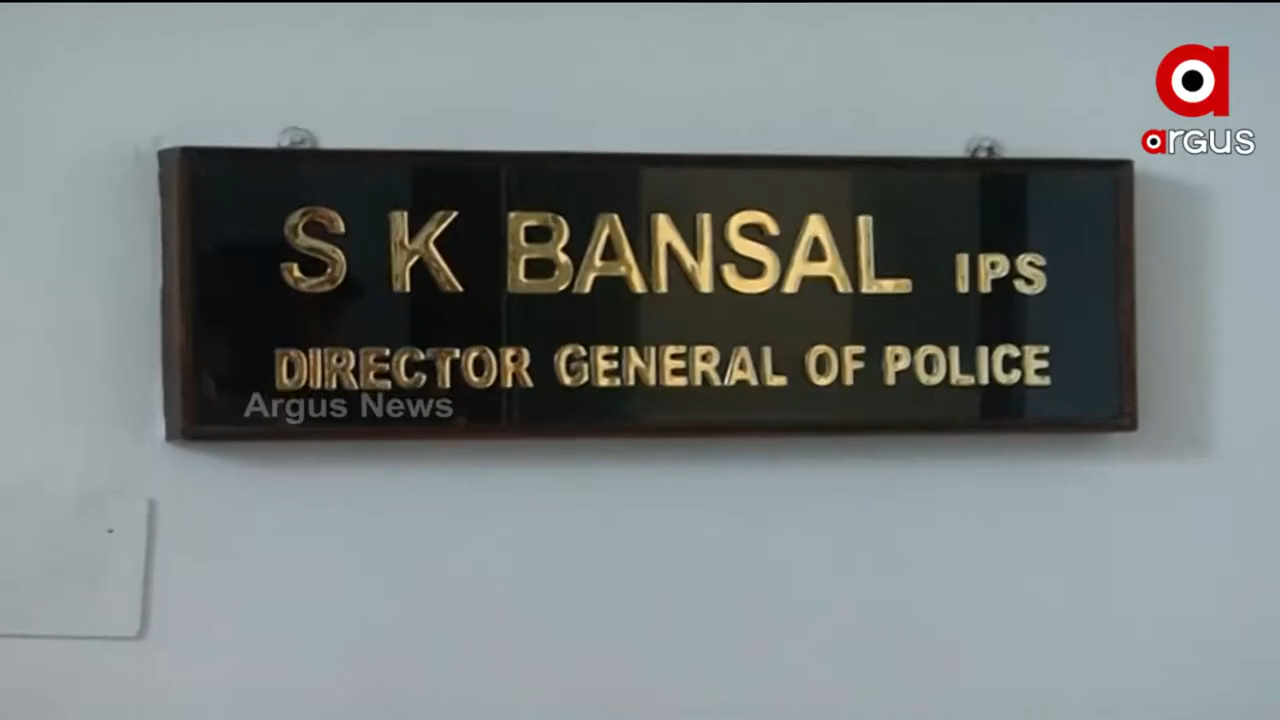 argus
S K BANSAL IPS
DIRECTOR GENERAL OF POLICE
Argus News